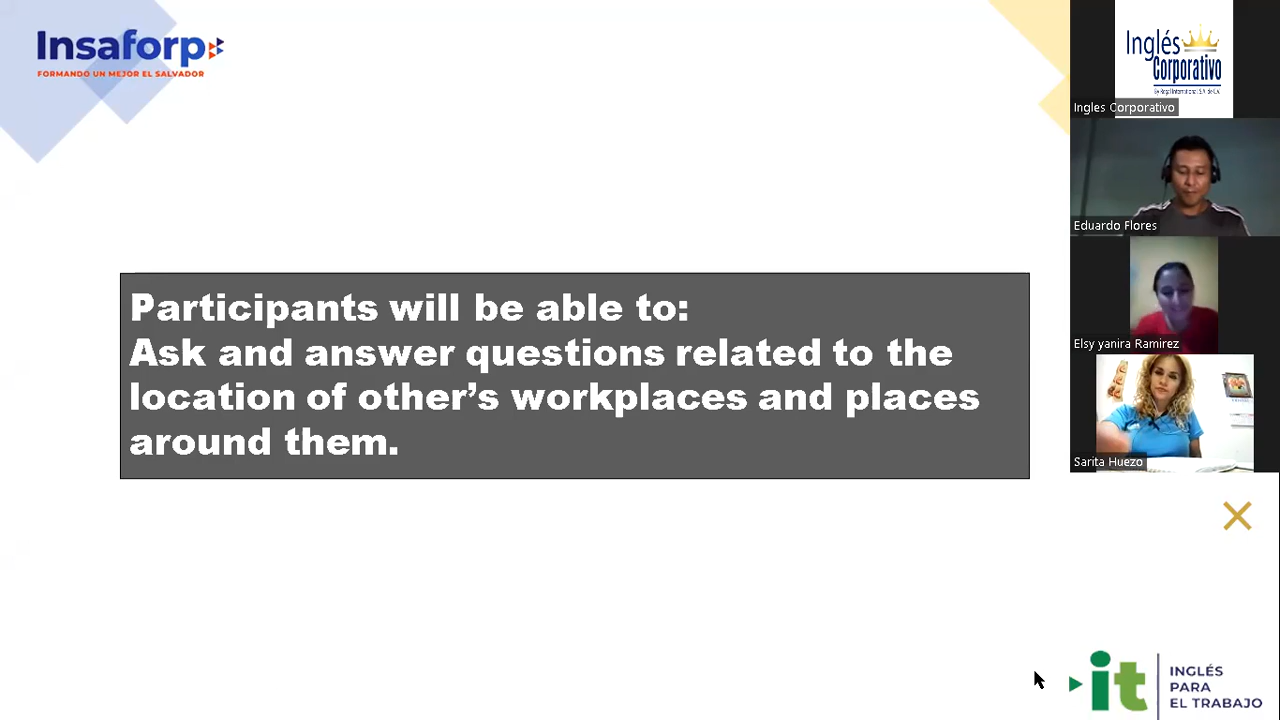 Insaforp
FORMANDO UN MEJOR EL SALVADOR
Participants will be able to:
Ask and answer questions related to the
location of other’s workplaces and places
around them.
Inglés
Corporativo
Ingles Corporativo
Eduardo Flores
Elsy yanira Ramirez
Sarita Huezo
it
INGLÉS
PARA
EL TRABAJO